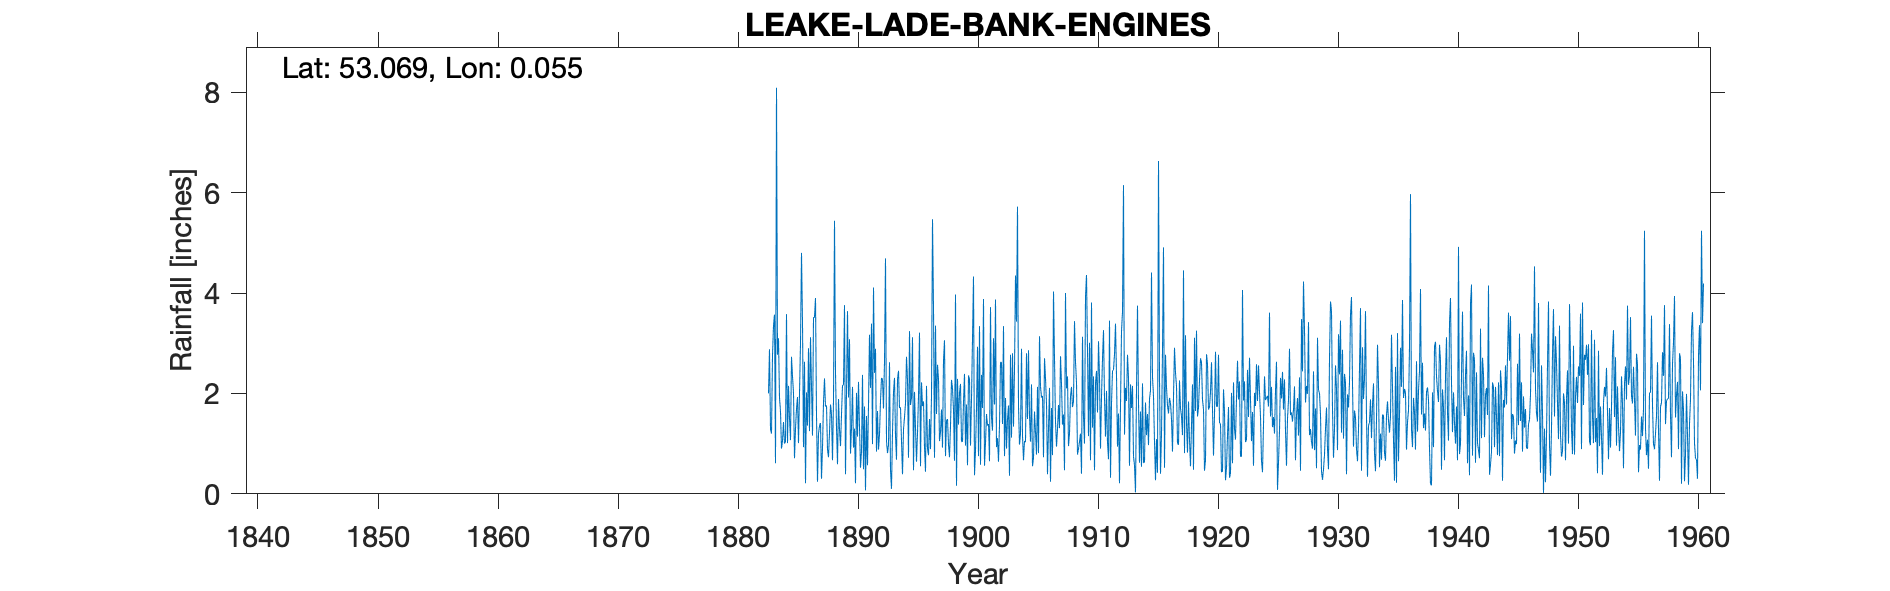 LEAKE-LADE-BANK-ENGINES
Lat: 53.069, Lon: 0.055
Rainfall [inches]
8
6
4
2
0
1840 1850 1860 1870 1880 1890 1900 1910 1920 1930 1940 1950 1960
Year